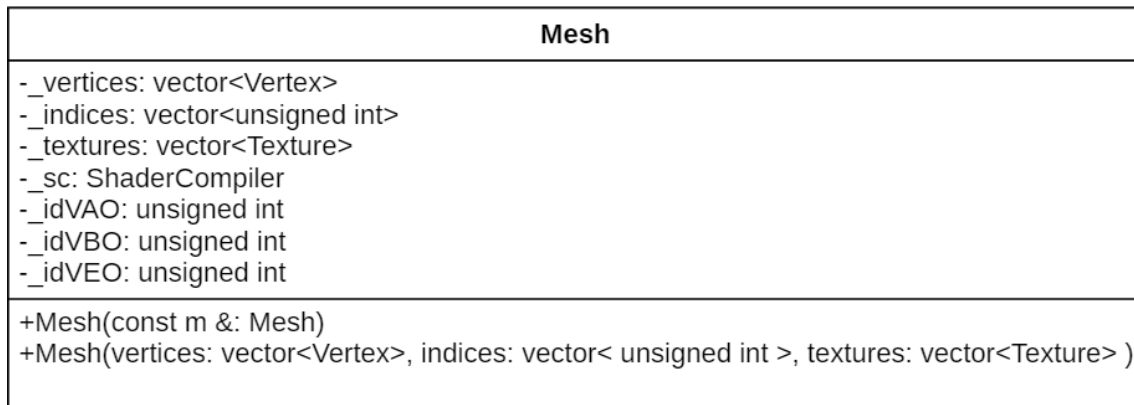 Mesh
-_vertices: vector<Vertex>
-_indices: vector<unsigned int>
-_textures: vector<Texture>
-_sc: ShaderCompiler
-_idVAO: unsigned int
-_idVBO: unsigned int
-_idVEO: unsigned int
+Mesh(const m &: Mesh)
+Mesh(vertices: vector<Vertex>, indices: vector< unsigned int >, textures: vector<Texture> )